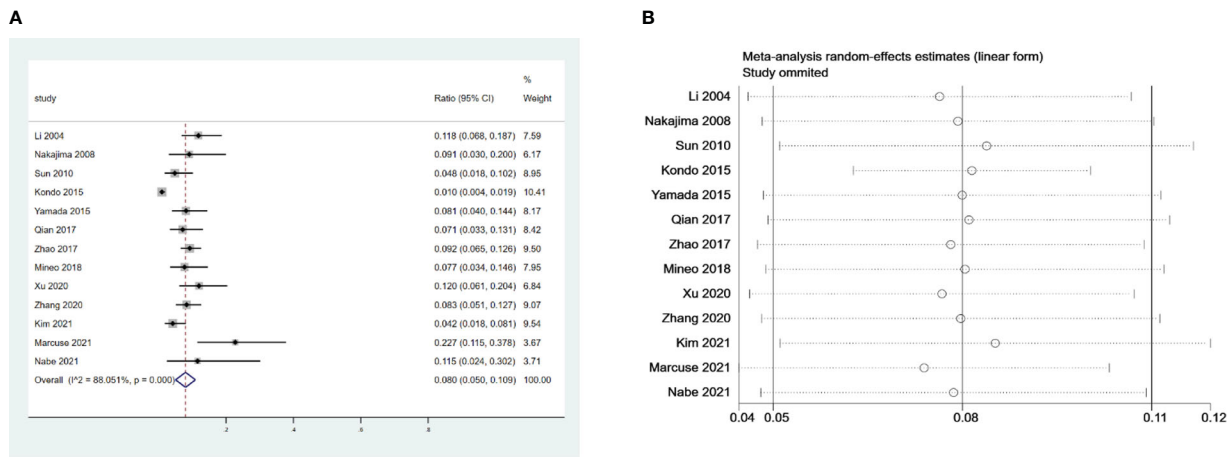 A
%
study Ratio (95% CI) Weight
Li 2004 0.118 (0.068, 0.187) 7.59
Nakajima 2008 0.091 (0.030, 0.200) 6.17
Sun 2010 0.048 (0.018, 0.102) 8.95
Kondo 2015 0.010 (0.004, 0.019) 10.41
Yamada 2015 0.081 (0.040, 0.144) 8.17
Qian 2017 0.071 (0.033, 0.131) 8.42
Zhao 2017 0.092 (0.065, 0.126) 9.50
Mineo 2018 0.077 (0.034, 0.146) 7.95
Xu 2020 0.120 (0.061, 0.204) 6.84
Zhang 2020 0.083 (0.051, 0.127) 9.07
Kim 2021 0.042 (0.018, 0.081) 9.54
Marcuse 2021 0.227 (0.115, 0.378) 3.67
Nabe 2021 0.115 (0.024, 0.302) 3.71
Overall (I^2 = 88.051%, p = 0.000) 0.080 (0.050, 0.109) 100.00
.2 .4 .6 .8
B
Meta-analysis random-effects estimates (linear form)
Study ommited
Li 2004
Nakajima 2008
Sun 2010
Kondo 2015
Yamada 2015
Qian 2017
Zhao 2017
Mineo 2018
Xu 2020
Zhang 2020
Kim 2021
Marcuse 2021
Nabe 2021
0.04 0.05 0.08 0.11 0.12